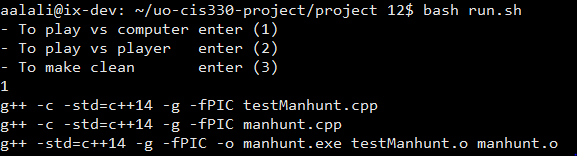 aalali@ix-dev: ~/uo-cis330-project/project 12$ bash run.sh
- To play vs computer enter (1)
- To play vs player   enter (2)
- To make clean       enter (3)
1
g++ -c -std=c++14 -g -fPIC testManhunt.cpp
g++ -c -std=c++14 -g -fPIC manhunt.cpp
g++ -std=c++14 -g -fPIC -o manhunt.exe testManhunt.o manhunt.o